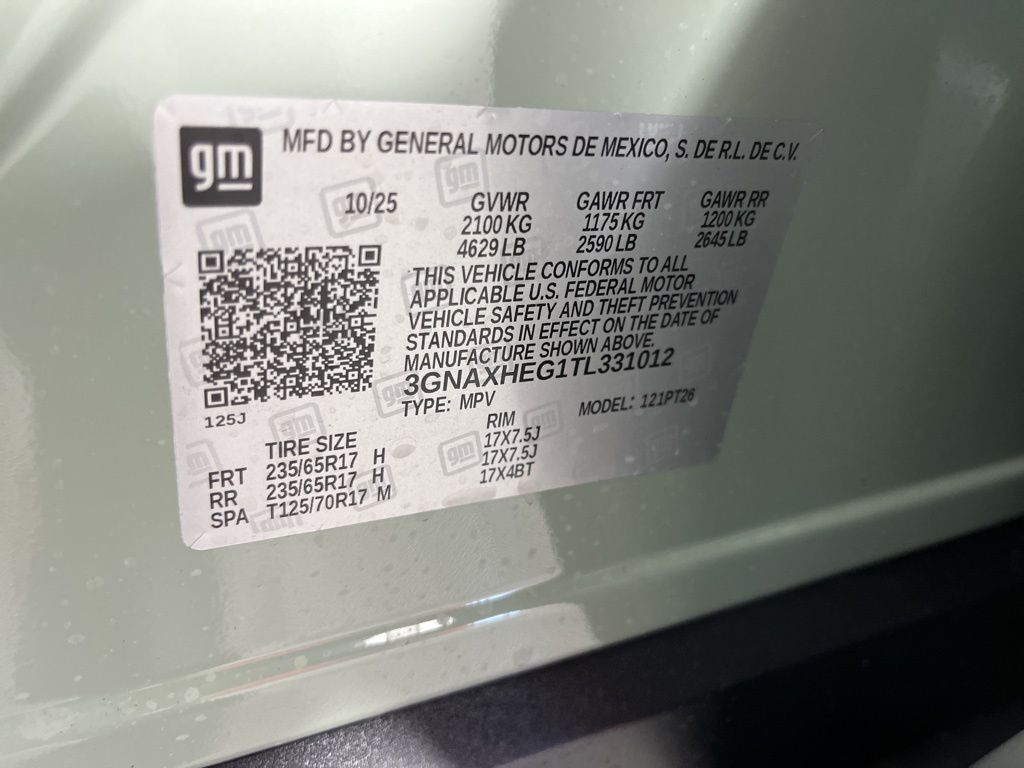 gm
MFD BY GENERAL MOTORS DE MEXICO, S. DE R.L. DE C.V.
10/25 GVWR GAWR FRT GAWR RR
2100 KG 1175 KG 1200 KG
4629 LB 2590 LB 2645 LB
THIS VEHICLE CONFORMS TO ALL
APPLICABLE U.S. FEDERAL MOTOR
VEHICLE SAFETY AND THEFT PREVENTION
STANDARDS IN EFFECT ON THE DATE OF
MANUFACTURE SHOWN ABOVE.
3GNAXHEG1TL331012
TYPE: MPV MODEL: 121PT26
125J
TIRE SIZE RIM
FRT 235/65R17 H 17X7.5J
RR 235/65R17 H 17X7.5J
SPA T125/70R17 M 17X4BT